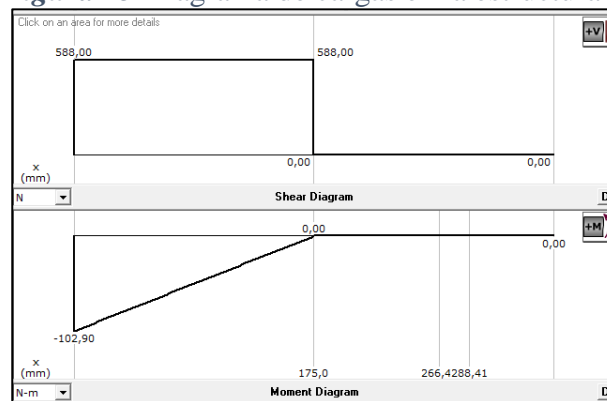 Click on an area for more details
+V
588,00 588,00
0,00 0,00
x
(mm)
N Shear Diagram D
+M
0,00 0,00
-102,90
x
(mm) 175,0 266,4288,41
N-m Moment Diagram D